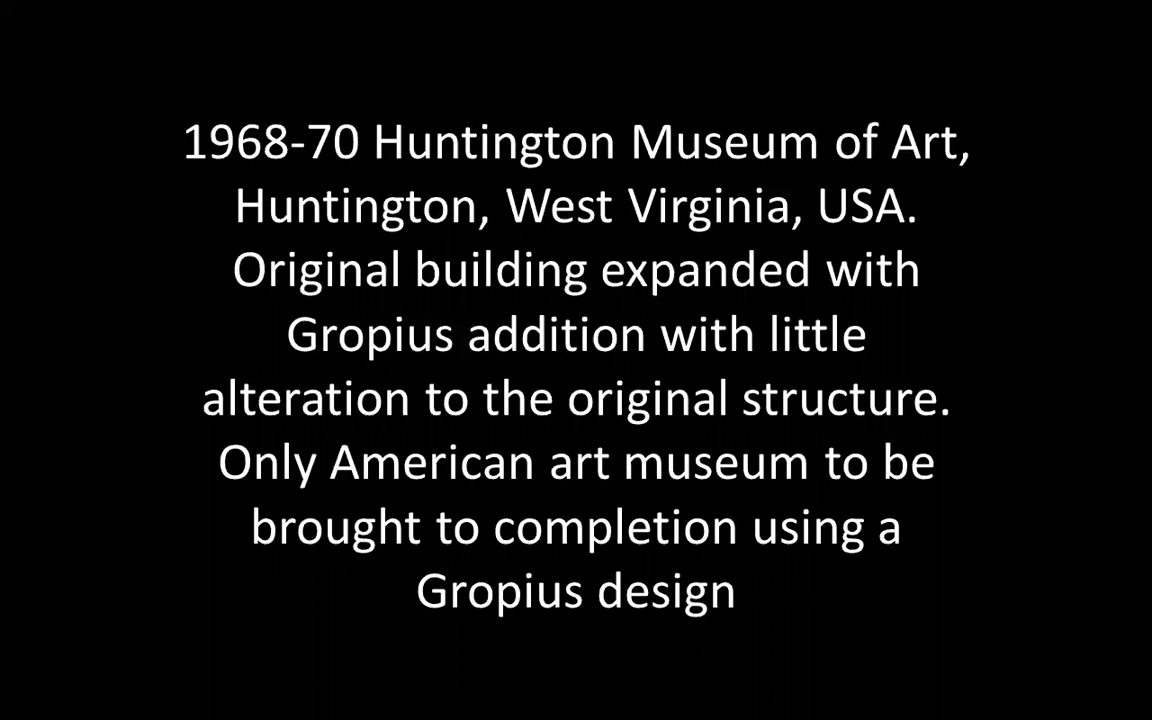 1968-70 Huntington Museum of Art,
Huntington, West Virginia, USA.
Original building expanded with
Gropius addition with little
alteration to the original structure.
Only American art museum to be
brought to completion using a
Gropius design